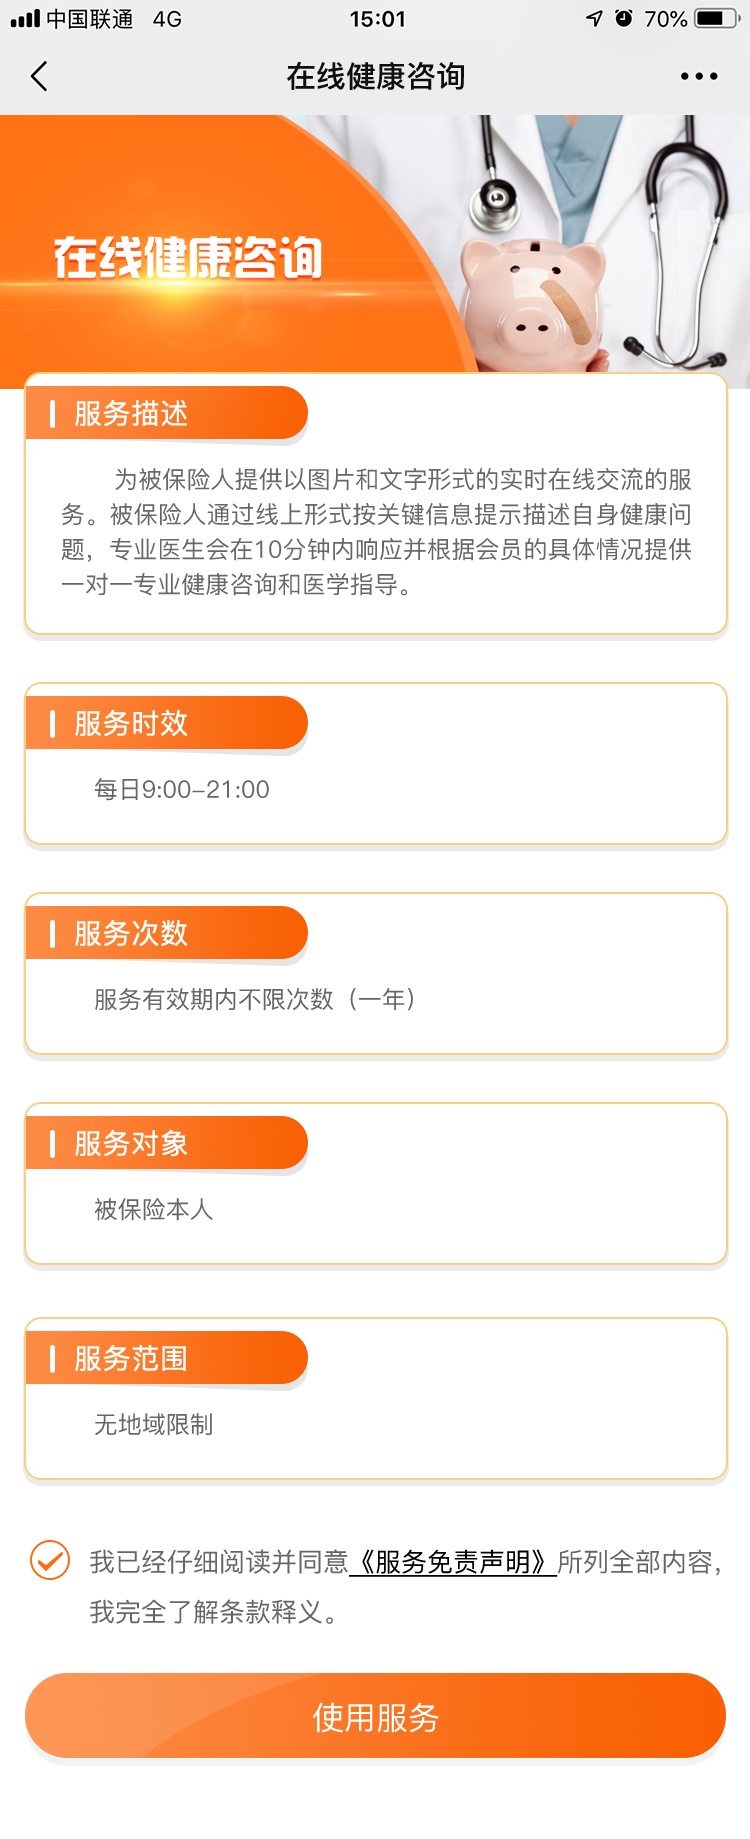 中国联通 4G 15:01 70%
在线健康咨询
在线健康咨询
服务描述
为被保险人提供以图片和文字形式的实时在线交流的服
务。被保险人通过线上形式按关键信息提示描述自身健康问
题，专业医生会在10分钟内响应并根据会员的具体情况提供
一对一专业健康咨询和医学指导。
服务时效
每日9:00-21:00
服务次数
服务有效期内不限次数（一年）
服务对象
被保险本人
服务范围
无地域限制
我已经仔细阅读并同意《服务免责声明》所列全部内容，
我完全了解条款释义。
使用服务